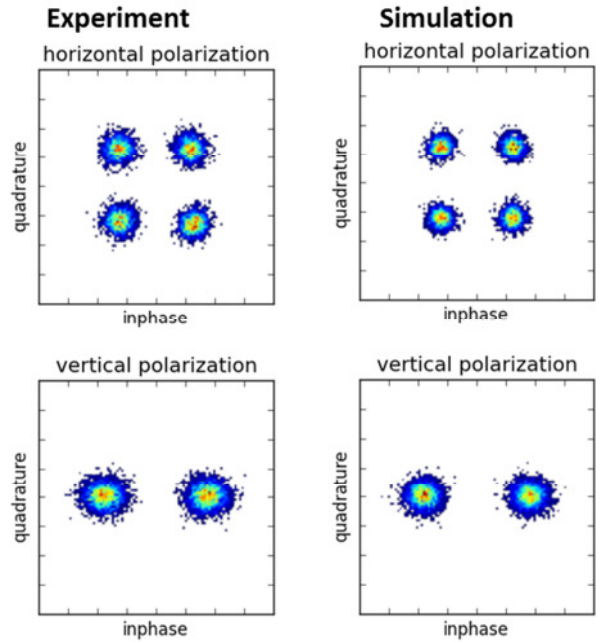 Experiment
Simulation
horizontal polarization
horizontal polarization
quadrature
quadrature
inphase
inphase
vertical polarization
vertical polarization
quadrature
quadrature
inphase
inphase